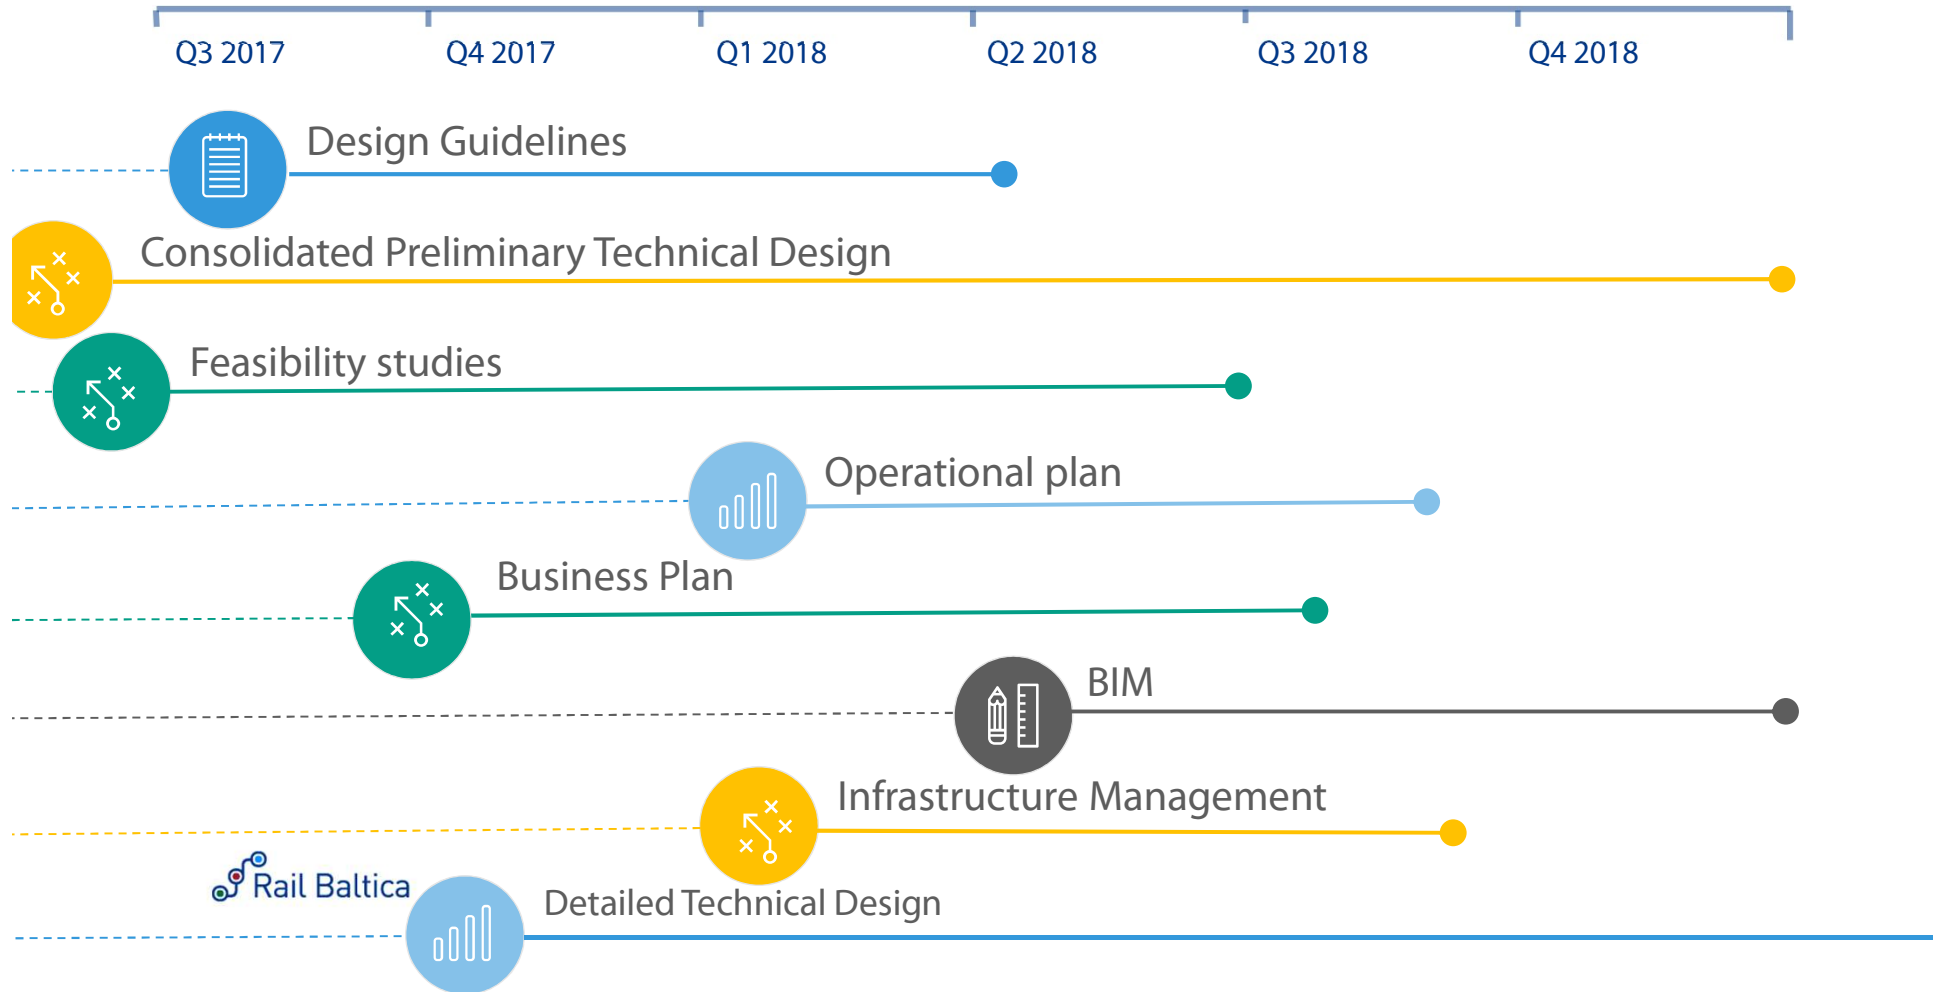 Q3 2017
Q4 2017
Q1 2018
Q2 2018
Q3 2018
Q4 2018
Design Guidelines
Consolidated Preliminary Technical Design
Feasibility studies
Operational plan
Business Plan
BIM
Infrastructure Management
Rail Baltica
Detailed Technical Design